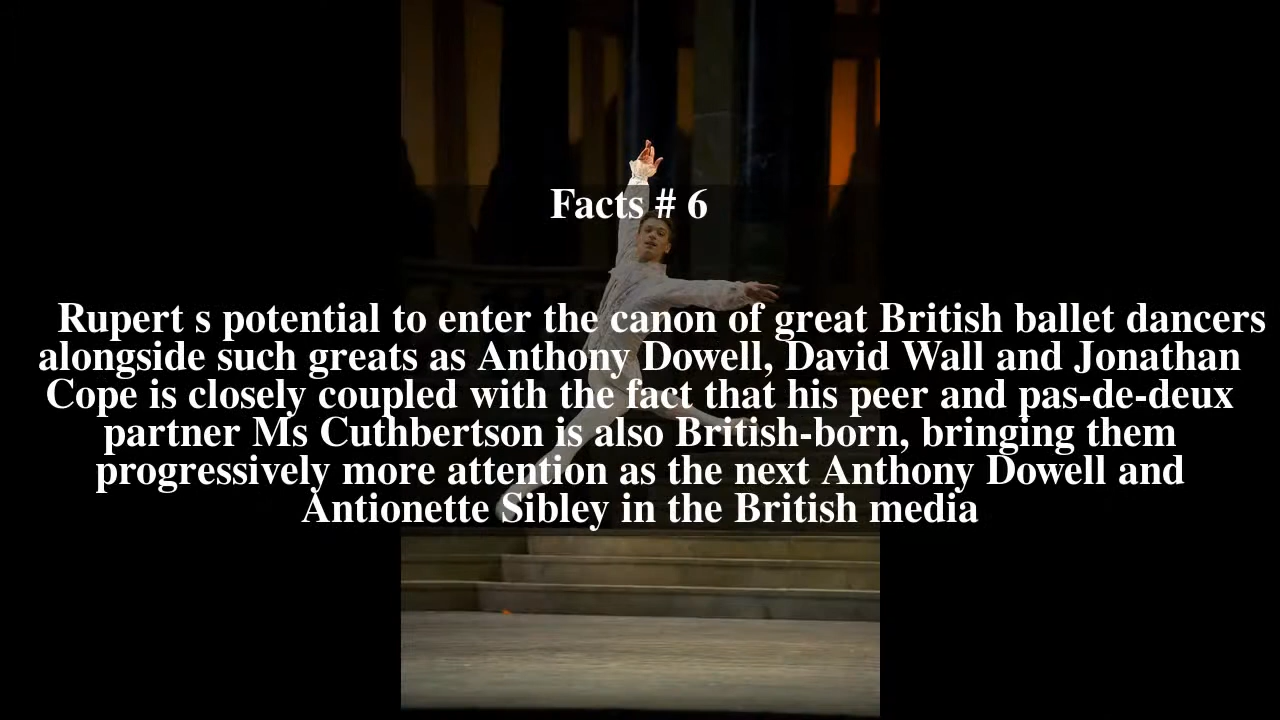 Facts # 6
Rupert s potential to enter the canon of great British ballet dancers
alongside such greats as Anthony Dowell, David Wall and Jonathan
Cope is closely coupled with the fact that his peer and pas-de-deux
partner Ms Cuthbertson is also British-born, bringing them
progressively more attention as the next Anthony Dowell and
Antionette Sibley in the British media